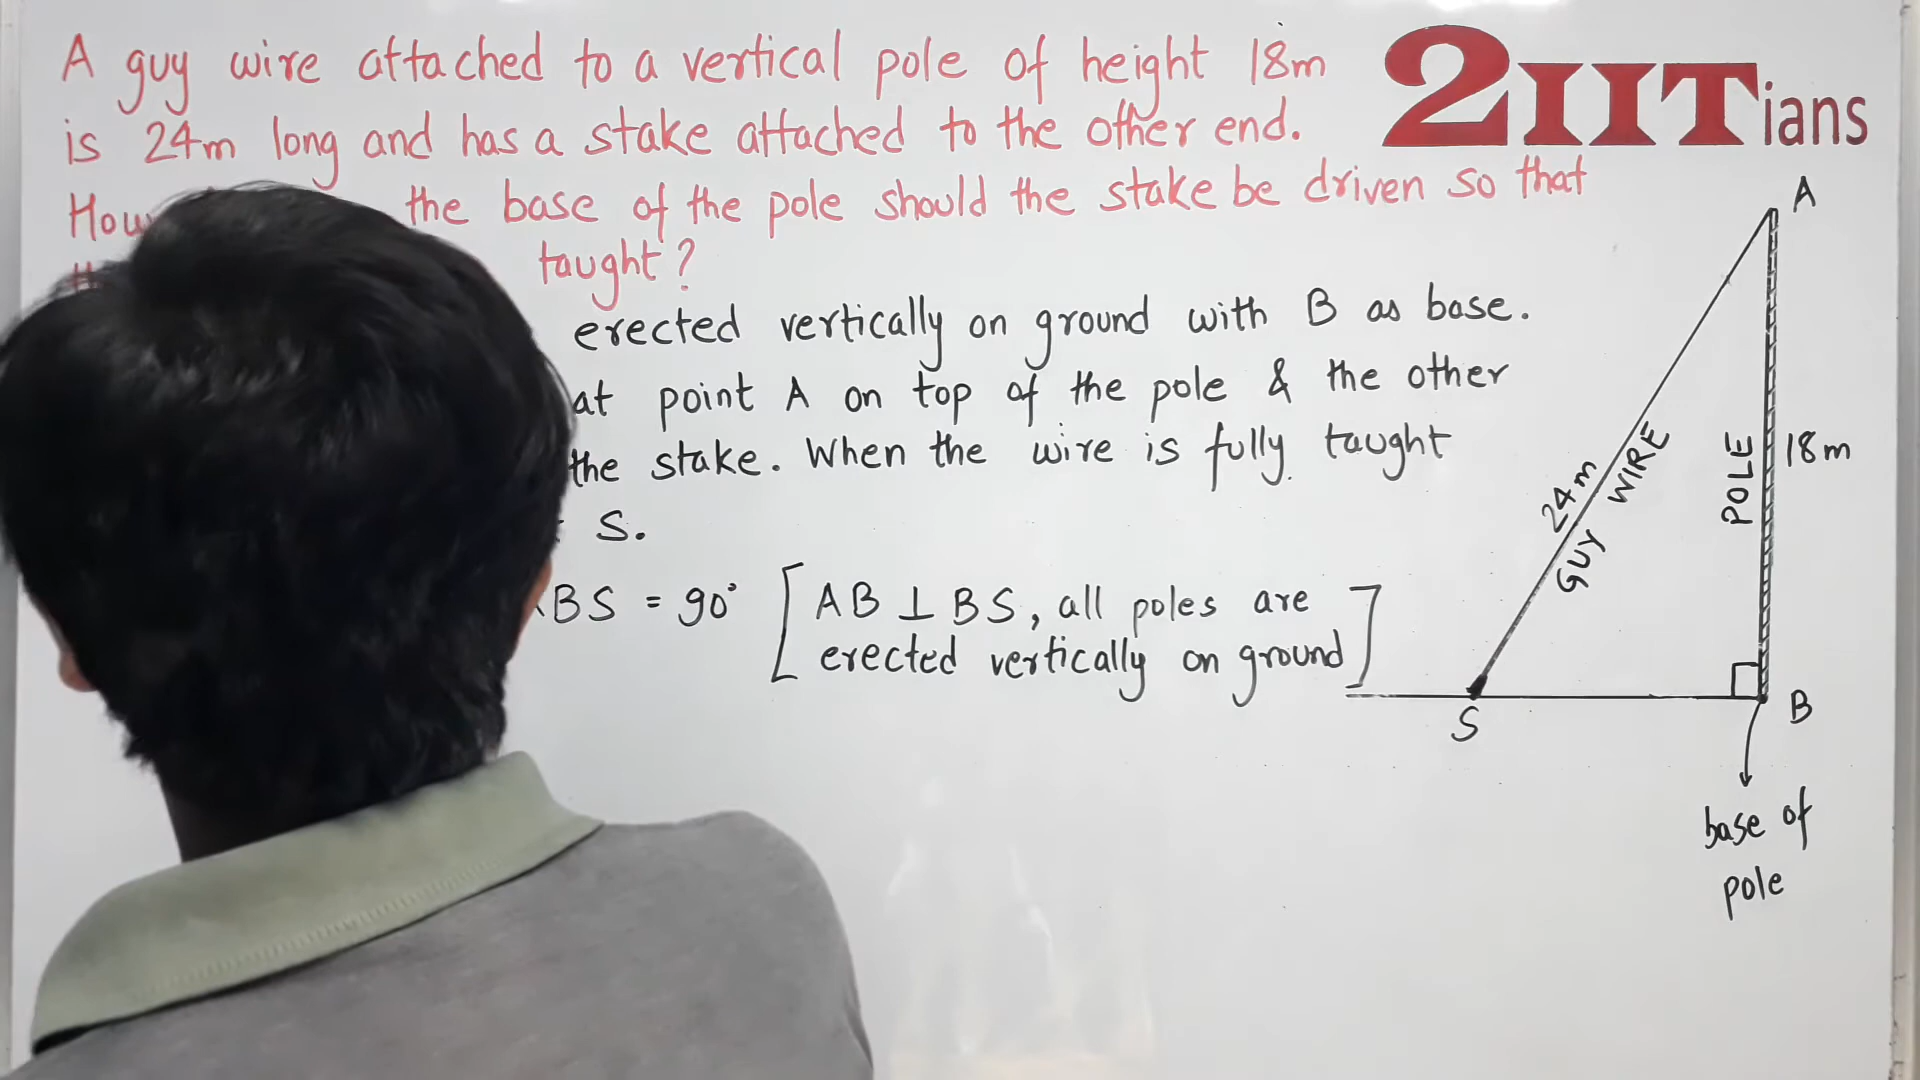 A guy wire attached to a vertical pole of height 18m
is 24m long and has a stake attached to the other end.
the base of the pole should the stake be driven so that
taught?
erected vertically on ground with B as base.
at point A on top of the pole & the other
the stake. When the wire is fully taught
S.
BS = 90° [AB ⊥ BS, all poles are
erected vertically on ground]
2IITians
A
24m
GUY WIRE
POLE
18m
S
B
base of
pole